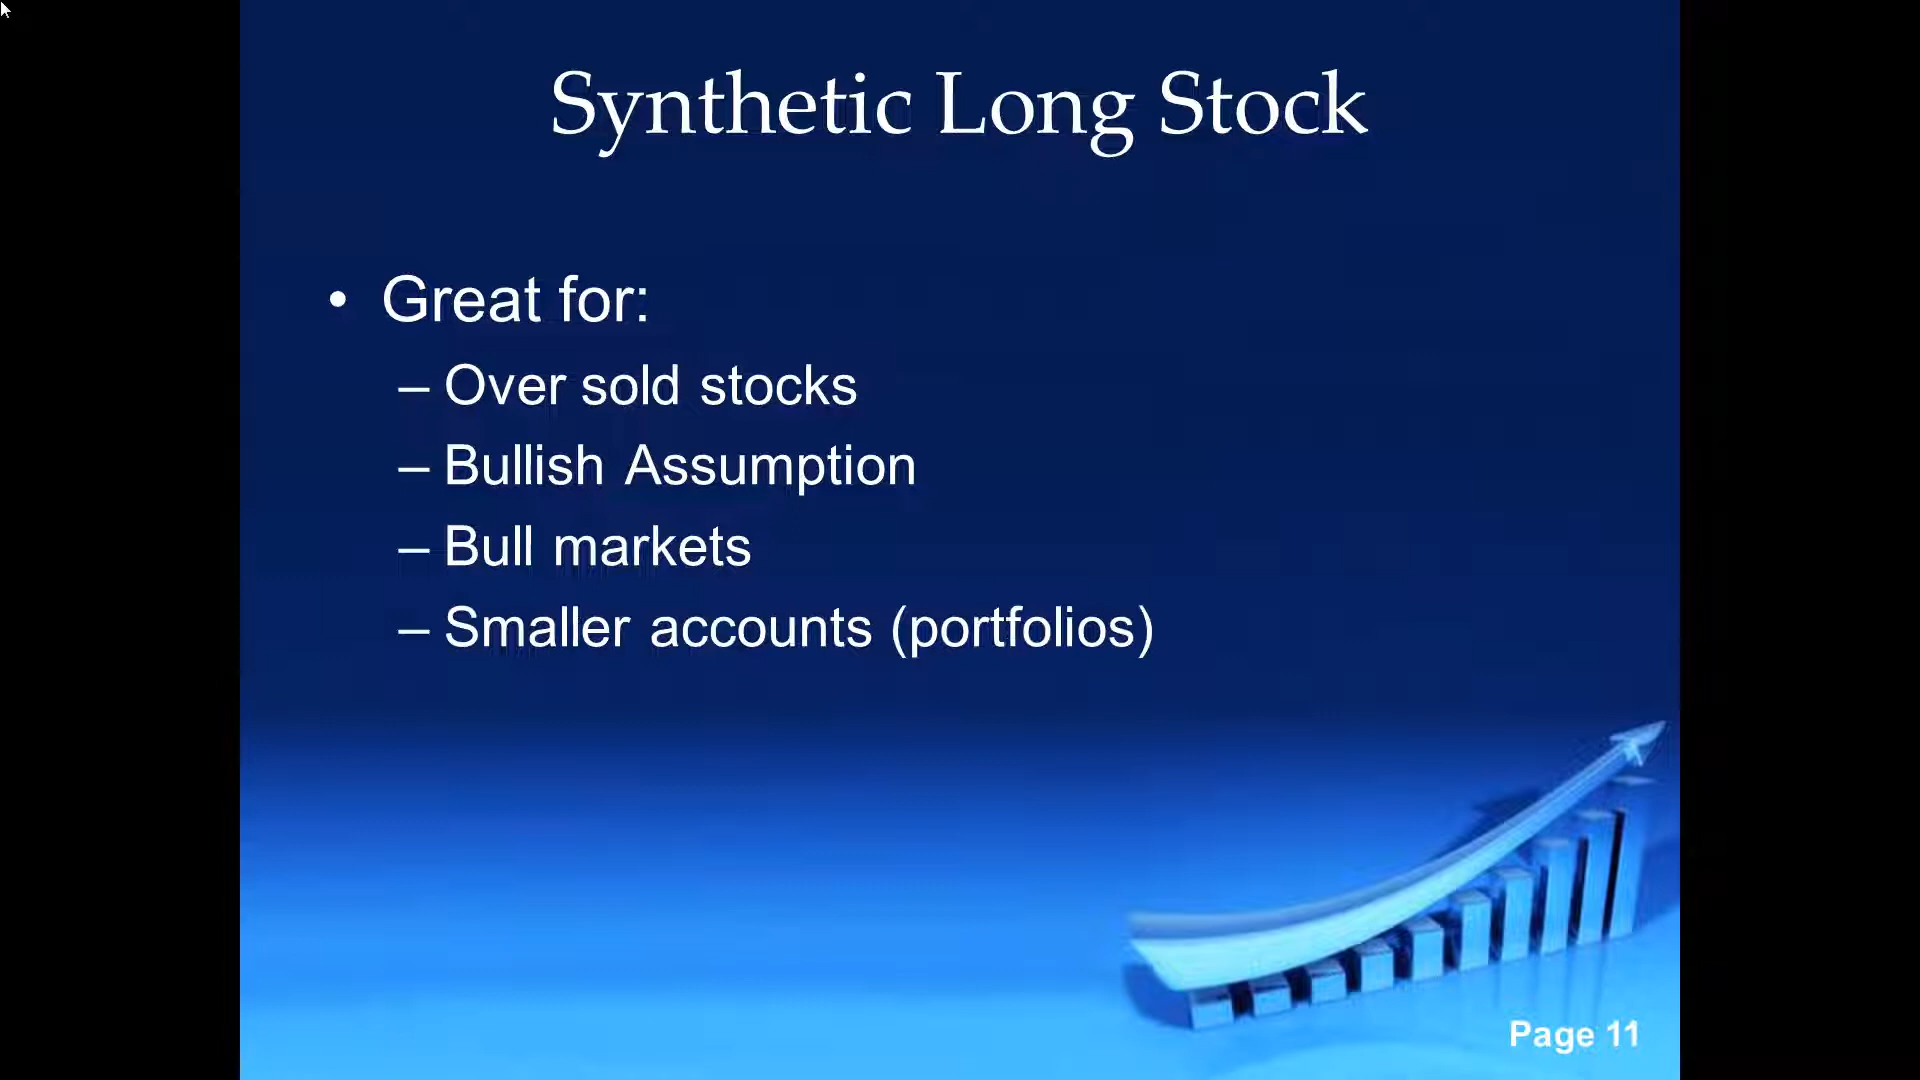 Synthetic Long Stock
• Great for:
– Over sold stocks
– Bullish Assumption
– Bull markets
– Smaller accounts (portfolios)
Page 11